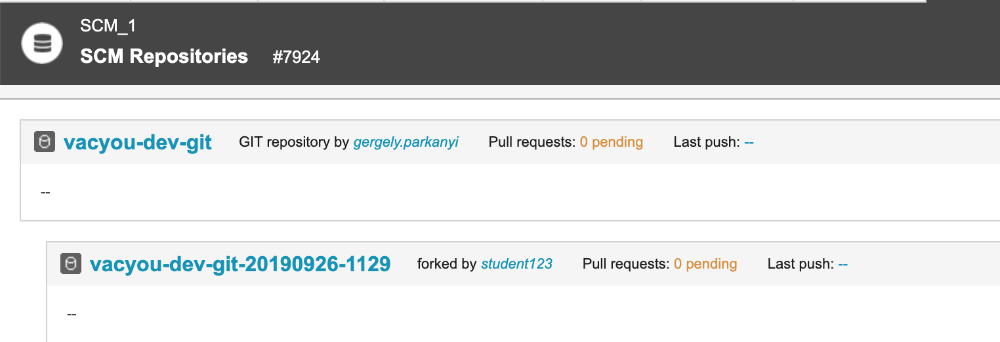 SCM_1
SCM Repositories #7924
vacyou-dev-git GIT repository by gergely.parkanyi Pull requests: 0 pending Last push: --
--
vacyou-dev-git-20190926-1129 forked by student123 Pull requests: 0 pending Last push: --
--